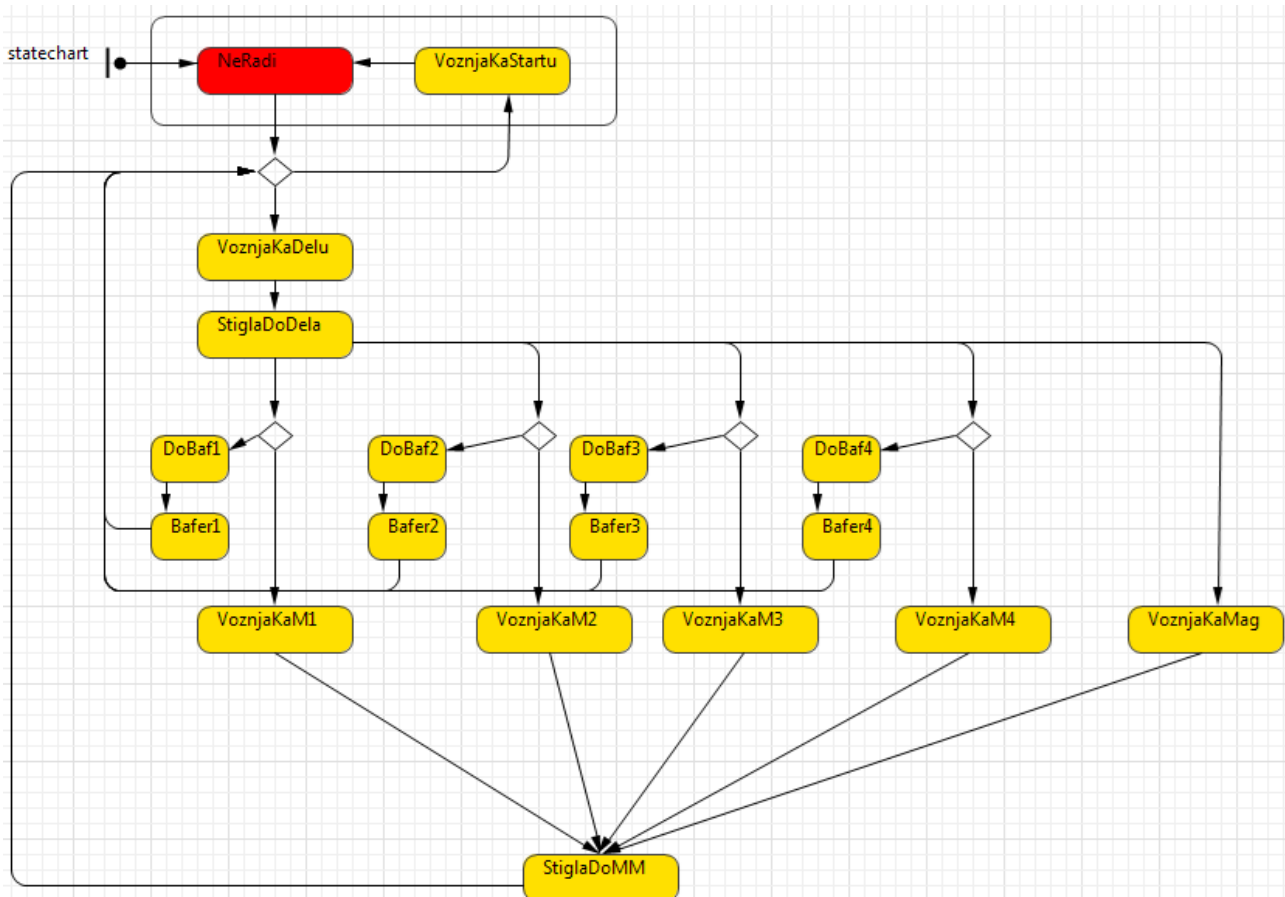 statechart
NeRadi
VoznjaKaStartu
VoznjaKaDelu
StiglaDoDela
DoBaf1
DoBaf2
DoBaf3
DoBaf4
Bafer1
Bafer2
Bafer3
Bafer4
VoznjaKaM1
VoznjaKaM2
VoznjaKaM3
VoznjaKaM4
VoznjaKaMag
StiglaDoMM